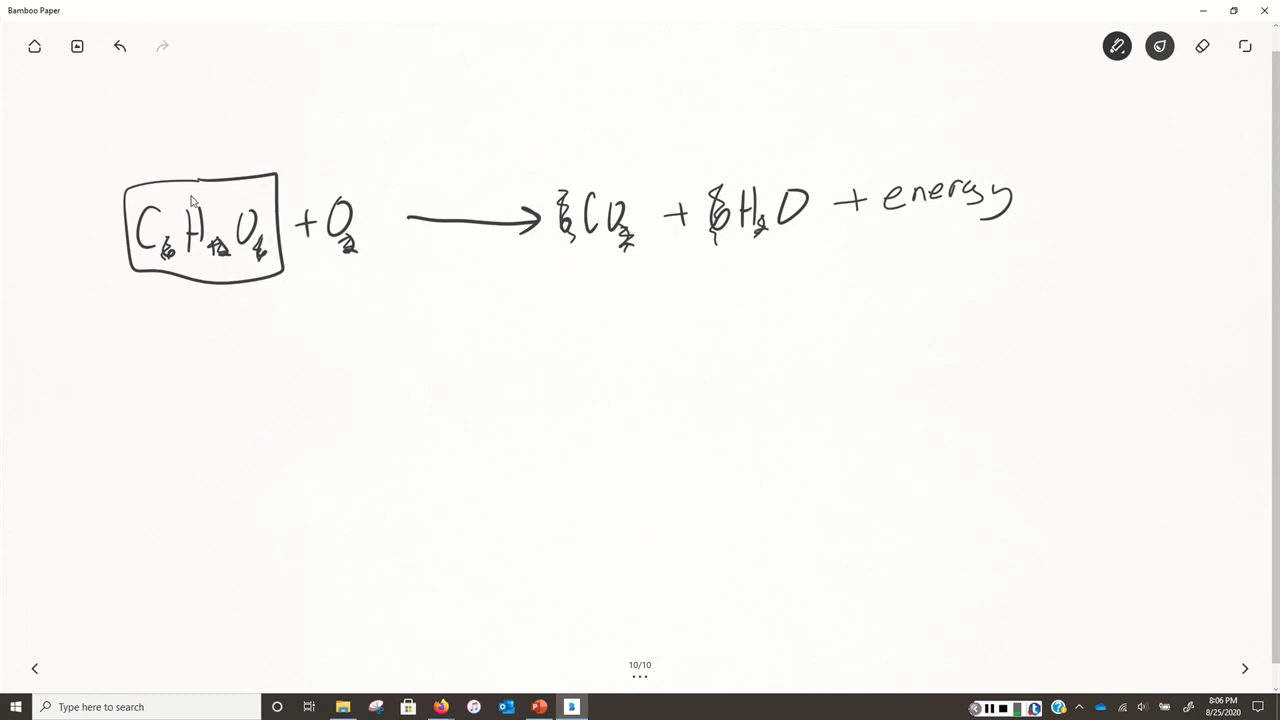 Bamboo Paper
C₆H₁₂O₆ + O₂ → 6CO₂ + 6H₂O + energy
10/10
Type here to search
8:06 PM
8/25/2020